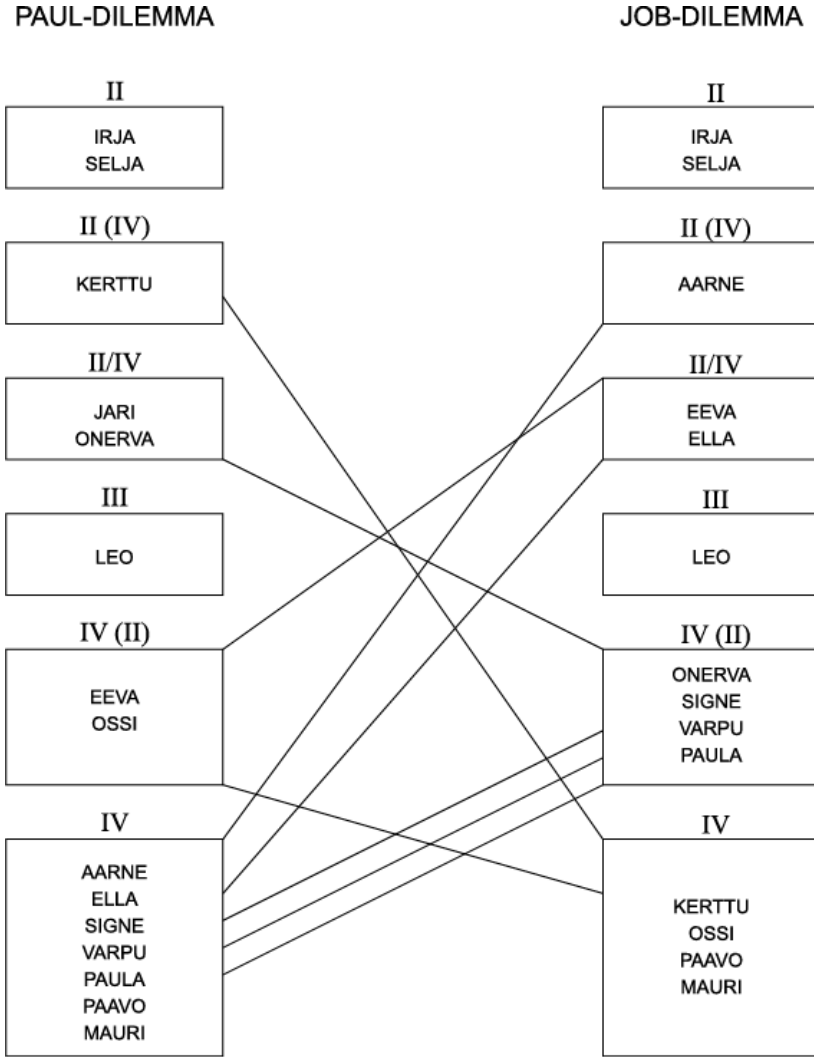 PAUL-DILEMMA
II
IRJA
SELJA
II (IV)
KERTTU
II/IV
JARI
ONERVA
III
LEO
IV (II)
EEVA
OSSI
IV
AARNE
ELLA
SIGNE
VARPU
PAULA
PAAVO
MAURI
JOB-DILEMMA
II
IRJA
SELJA
II (IV)
AARNE
II/IV
EEVA
ELLA
III
LEO
IV (II)
ONERVA
SIGNE
VARPU
PAULA
IV
KERTTU
OSSI
PAAVO
MAURI